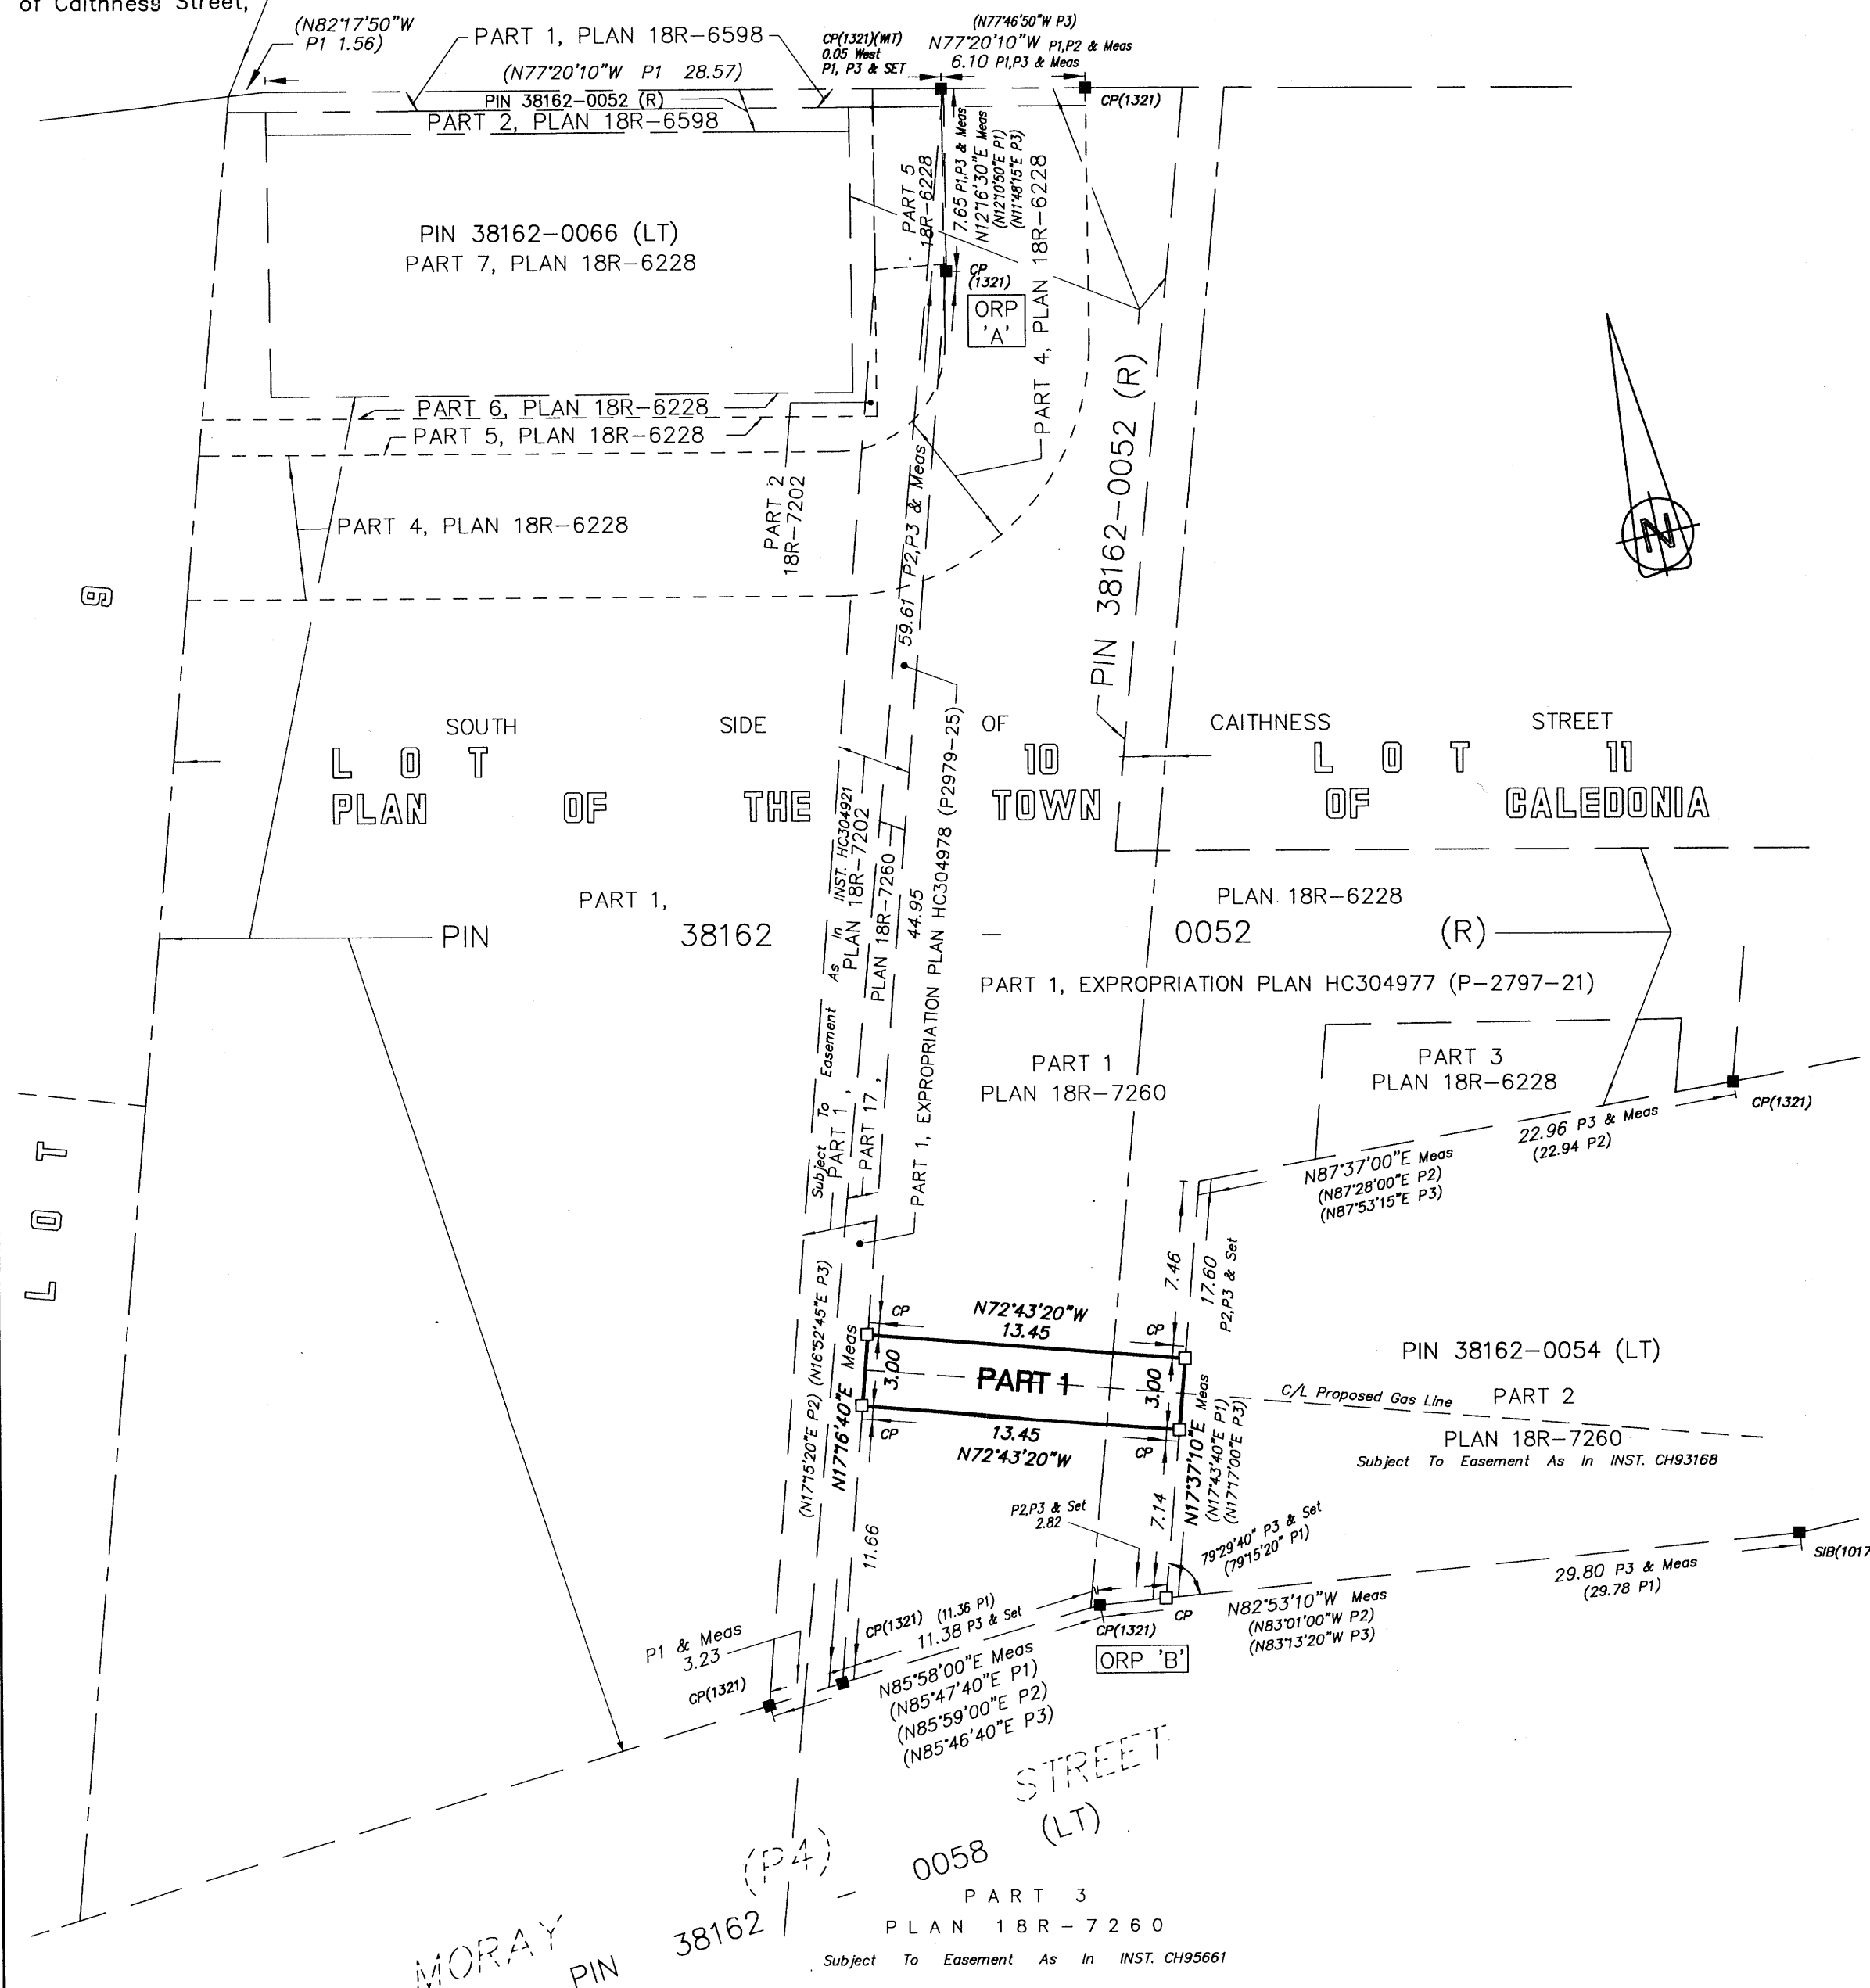 of Caithness Street,
(N82°17'50"W
P1 1.56)
PART 1, PLAN 18R-6598
(N77°20'10"W P1 28.57)
PIN 38162-0052 (R)
PART 2, PLAN 18R-6598
CP(1321)(WIT)
0.05 West
P1, P3 & SET
(N77°46'50"W P3)
N77°20'10"W P1,P2 & Meas
6.10 P1,P3 & Meas
CP(1321)
PIN 38162-0066 (LT)
PART 7, PLAN 18R-6228
PART 5
18R-6228
7.65 P1,P3 & Meas
N12°16'30"E Meas
(N12°10'50"E P1)
(N11°48'15"E P3)
PART 4, PLAN 18R-6228
CP
(1321)
ORP
'A'
PIN 38162-0052 (R)
N
PART 6, PLAN 18R-6228
PART 5, PLAN 18R-6228
PART 2
18R-7202
59.61 P2,P3 & Meas
PART 4, PLAN 18R-6228
9
SOUTH SIDE OF CAITHNESS STREET
LOT 10 LOT 11
PLAN OF THE TOWN OF CALEDONIA
Subject To Easement As In INST. HC304921
PART 1, PLAN 18R-7202
PART 17, PLAN 18R-7260
44.95
PART 1, EXPROPRIATION PLAN HC304978 (P2979-25)
PART 1, PLAN 18R-6228
PIN 38162 - 0052 (R)
PART 1, EXPROPRIATION PLAN HC304977 (P-2797-21)
PART 1
PLAN 18R-7260
PART 3
PLAN 18R-6228
CP(1321)
22.96 P3 & Meas
(22.94 P2)
N87°37'00"E Meas
(N87°28'00"E P2)
(N87°53'15"E P3)
LOT
7.46
17.60
P2,P3 & Set
(N17°15'20"E P2) (N16°52'45"E P3)
N17°16'40"E Meas
CP
N72°43'20"W
13.45
CP
3.00
PART 1
3.00
CP
13.45
N72°43'20"W
CP
PIN 38162-0054 (LT)
C/L Proposed Gas Line
PART 2
PLAN 18R-7260
Subject To Easement As In INST. CH93168
N17°37'10"E Meas
(N17°43'40"E P1)
(N17°17'00"E P3)
P2,P3 & Set
2.82
7.14
11.66
79°29'40" P3 & Set
(79°15'20" P1)
29.80 P3 & Meas
(29.78 P1)
SIB(1017
N82°53'10"W Meas
(N83°01'00"W P2)
(N83°13'20"W P3)
CP
CP(1321)
ORP 'B'
CP(1321) (11.36 P1)
11.38 P3 & Set
P1 & Meas
3.23
CP(1321)
N85°58'00"E Meas
(N85°47'40"E P1)
(N85°59'00"E P2)
(N85°46'40"E P3)
MORAY (P4) STREET
PIN 38162 - 0058 (LT)
PART 3
PLAN 18R-7260
Subject To Easement As In INST. CH95661